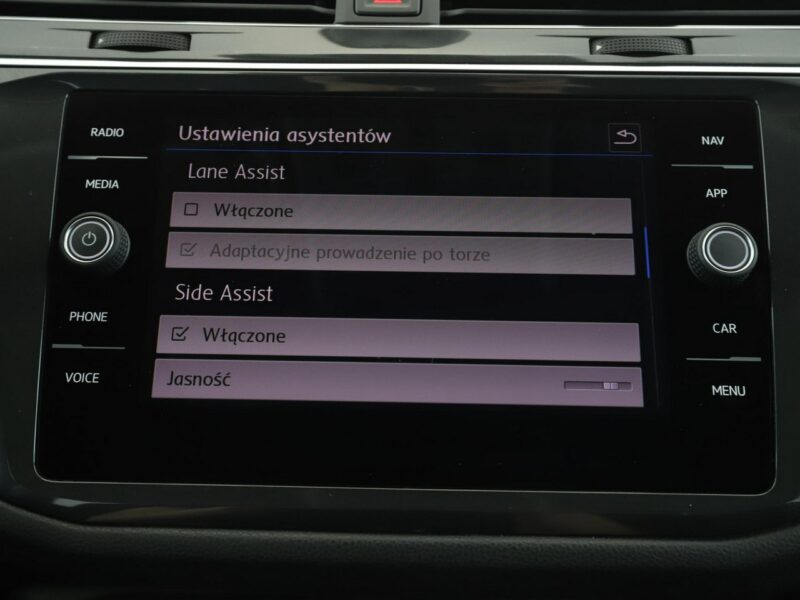 RADIO
MEDIA
PHONE
VOICE
Ustawienia asystentów
Lane Assist
Włączone
Adaptacyjne prowadzenie po torze
Side Assist
Włączone
Jasność
NAV
APP
CAR
MENU